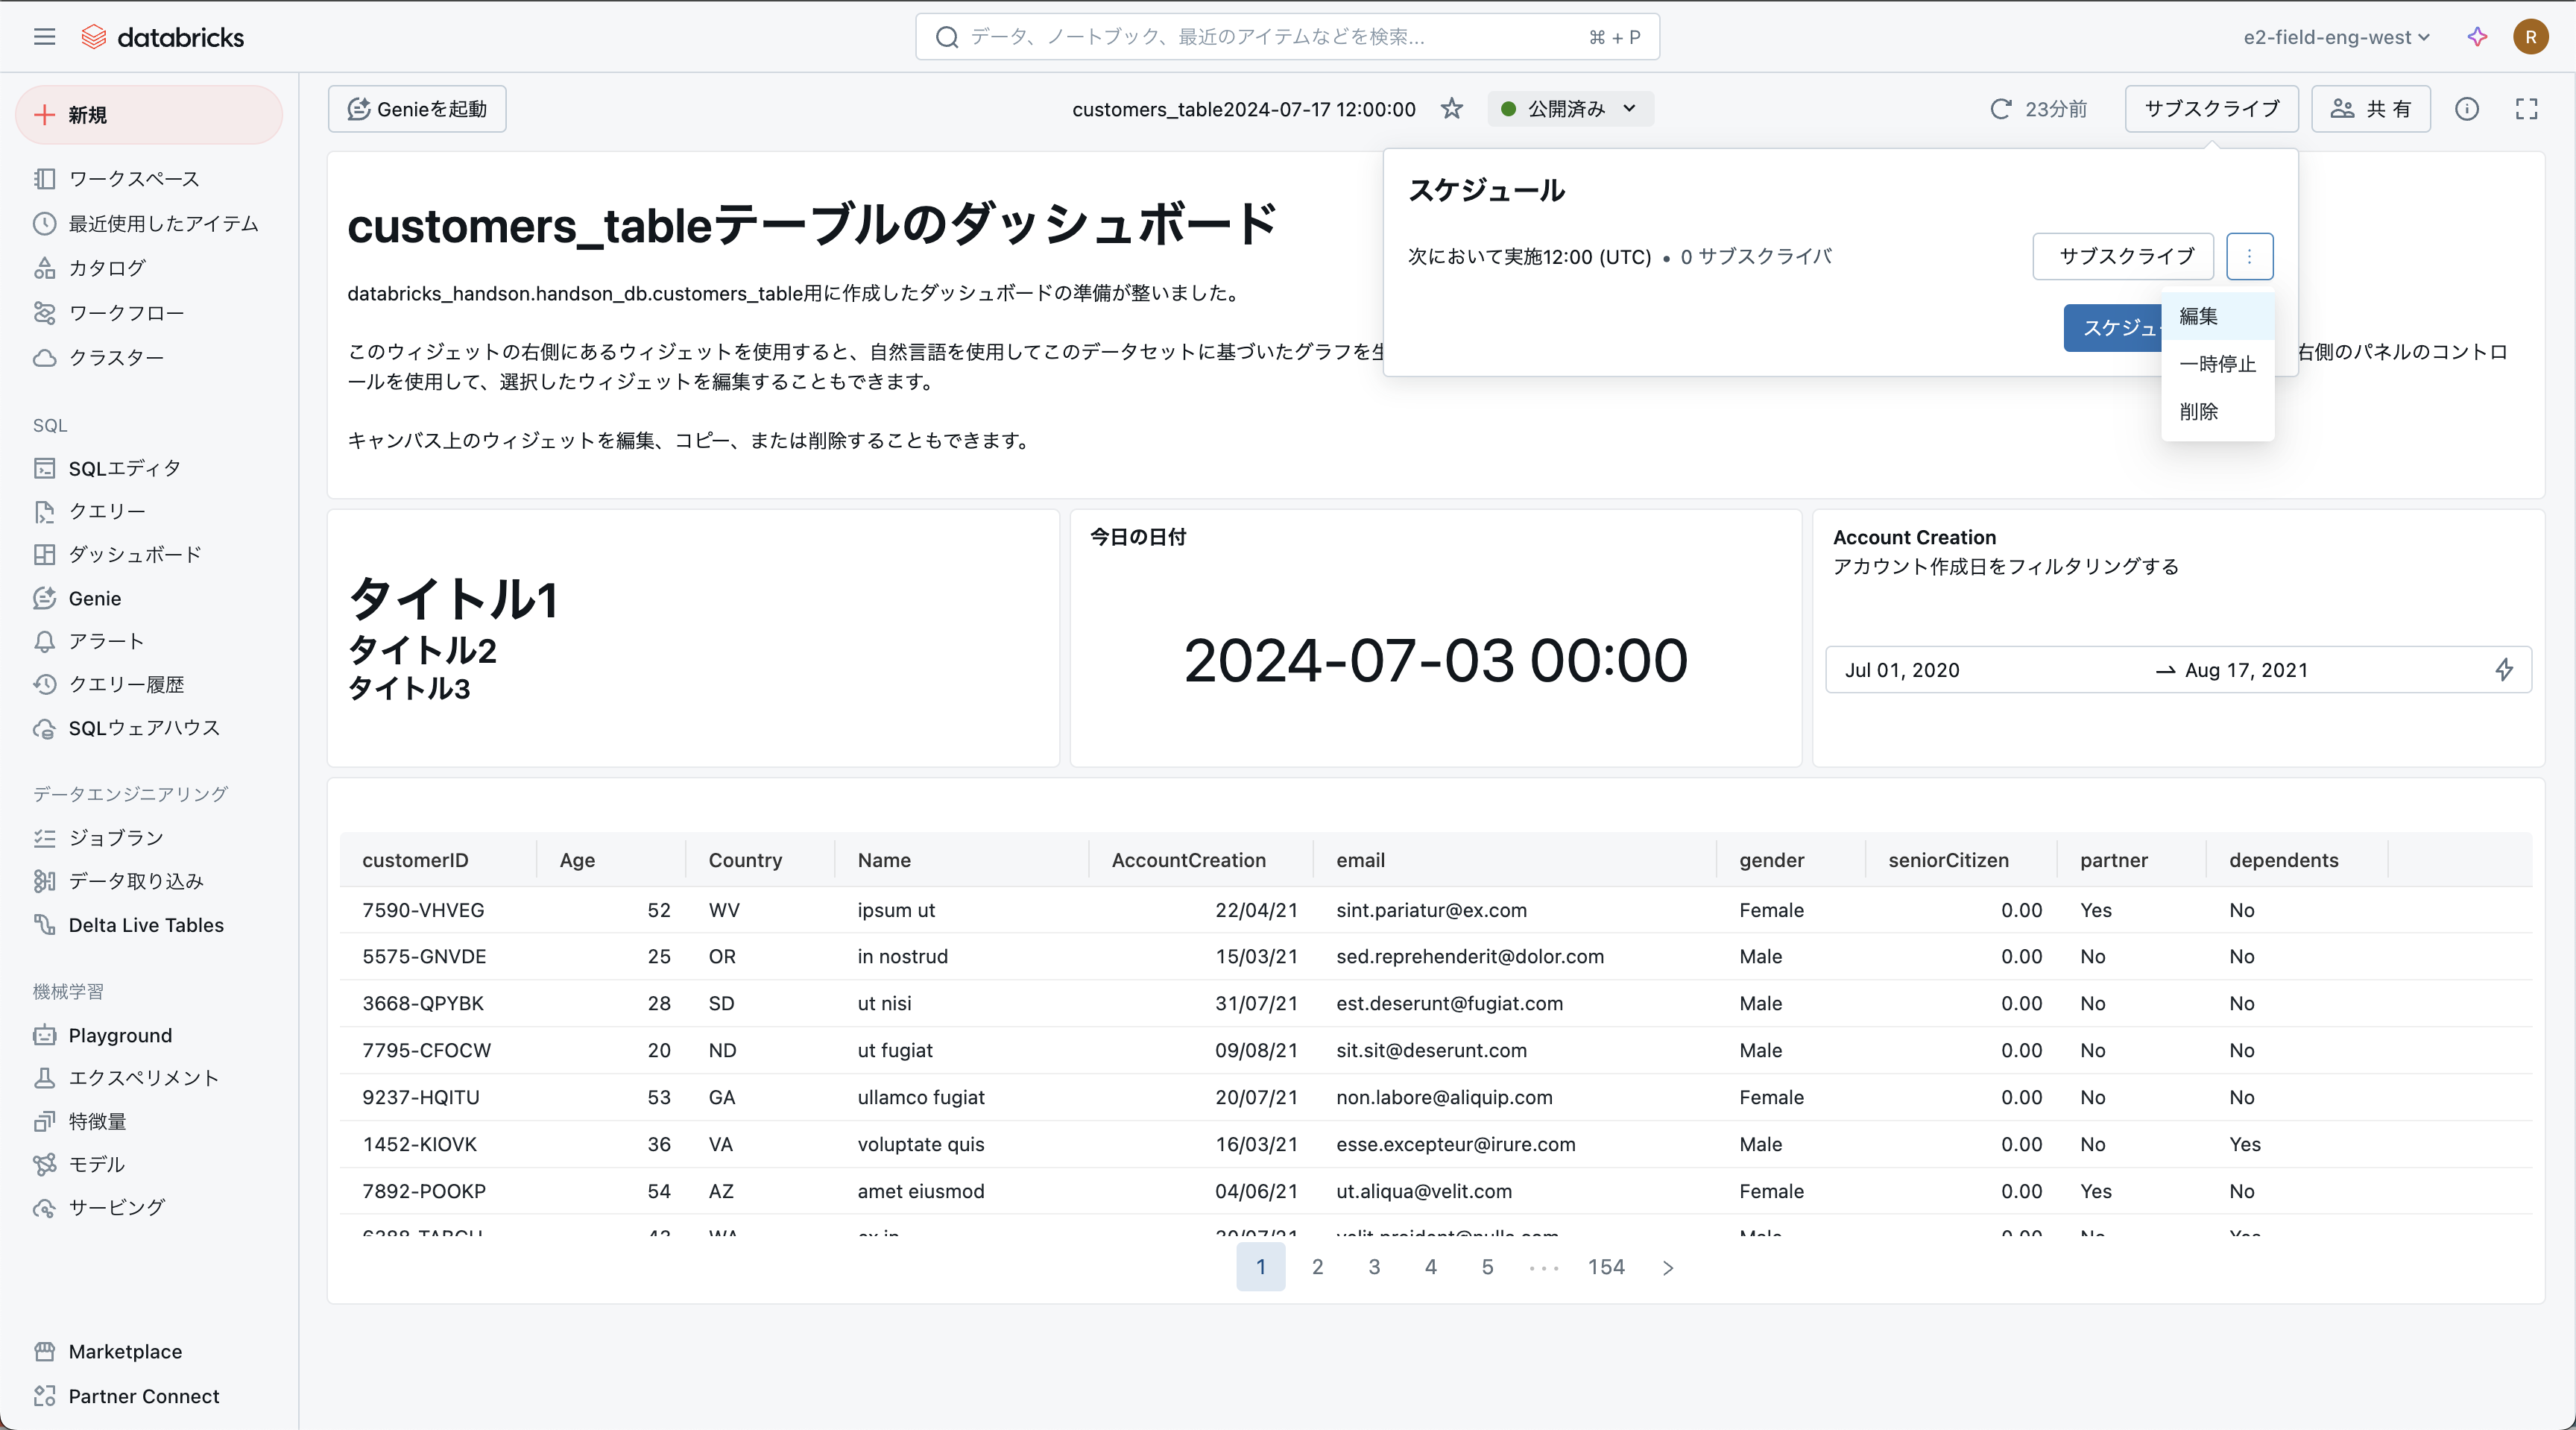 databricks
データ、ノートブック、最近のアイテムなどを検索...
⌘ + P
e2-field-eng-west
R
新規
ワークスペース
最近使用したアイテム
カタログ
ワークフロー
クラスター
SQL
SQLエディタ
クエリー
ダッシュボード
Genie
アラート
クエリー履歴
SQLウェアハウス
データエンジニアリング
ジョブラン
データ取り込み
Delta Live Tables
機械学習
Playground
エクスペリメント
特徴量
モデル
サービング
Marketplace
Partner Connect
Genieを起動
customers_table2024-07-17 12:00:00
公開済み
23分前
サブスクライブ
共 有
スケジュール
次において実施12:00 (UTC) • 0 サブスクライバ
サブスクライブ
スケジュ
編集
一時停止
削除
customers_tableテーブルのダッシュボード
databricks_handson.handson_db.customers_table用に作成したダッシュボードの準備が整いました。
このウィジェットの右側にあるウィジェットを使用すると、自然言語を使用してこのデータセットに基づいたグラフを生 右側のパネルのコントロ
ールを使用して、選択したウィジェットを編集することもできます。
キャンバス上のウィジェットを編集、コピー、または削除することもできます。
タイトル1
タイトル2
タイトル3
今日の日付
2024-07-03 00:00
Account Creation
アカウント作成日をフィルタリングする
Jul 01, 2020 → Aug 17, 2021
customerID Age Country Name AccountCreation email gender seniorCitizen partner dependents
7590-VHVEG 52 WV ipsum ut 22/04/21 sint.pariatur@ex.com Female 0.00 Yes No
5575-GNVDE 25 OR in nostrud 15/03/21 sed.reprehenderit@dolor.com Male 0.00 No No
3668-QPYBK 28 SD ut nisi 31/07/21 est.deserunt@fugiat.com Male 0.00 No No
7795-CFOCW 20 ND ut fugiat 09/08/21 sit.sit@deserunt.com Male 0.00 No No
9237-HQITU 53 GA ullamco fugiat 20/07/21 non.labore@aliquip.com Female 0.00 No No
1452-KIOVK 36 VA voluptate quis 16/03/21 esse.excepteur@irure.com Male 0.00 No Yes
7892-POOKP 54 AZ amet eiusmod 04/06/21 ut.aliqua@velit.com Female 0.00 Yes No
1 2 3 4 5 ••• 154 >